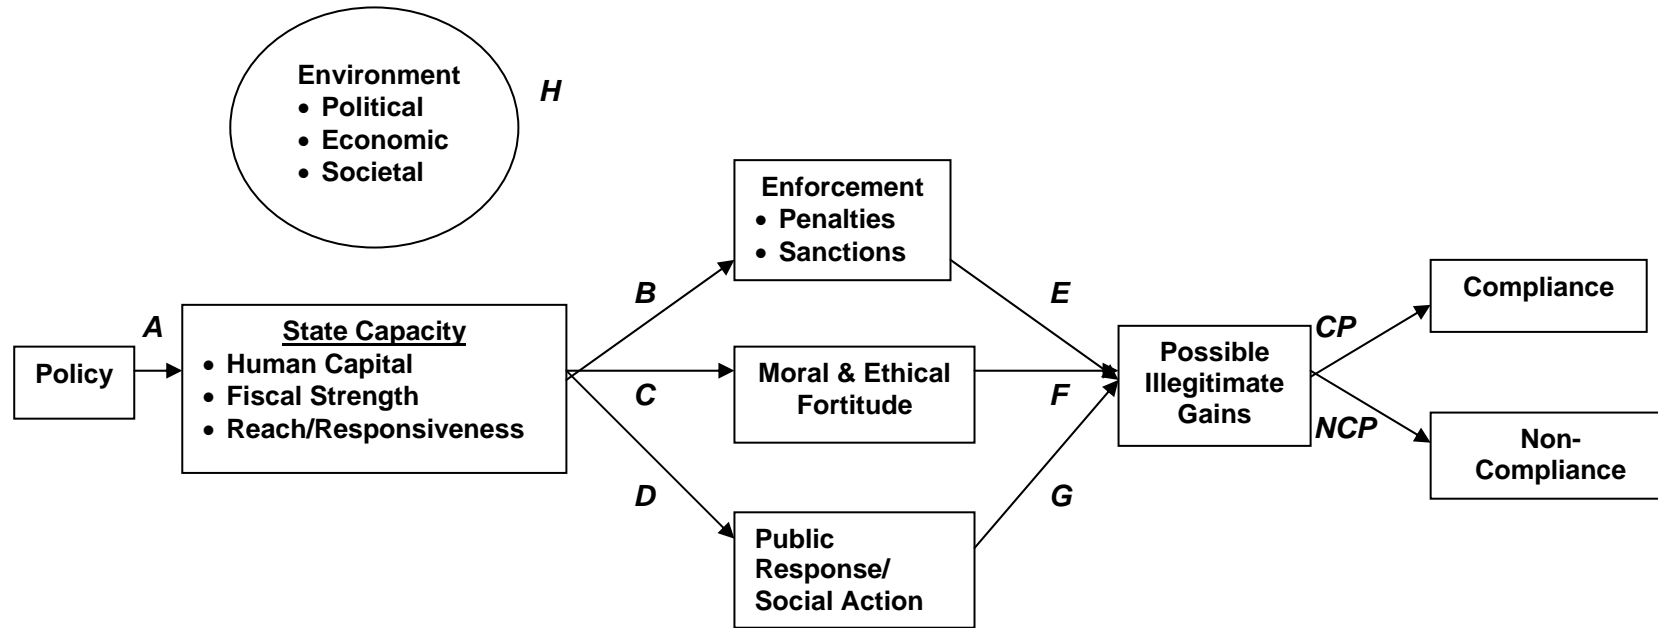 Environment
• Political
• Economic
• Societal
H
Policy
A
State Capacity
• Human Capital
• Fiscal Strength
• Reach/Responsiveness
B
C
D
Enforcement
• Penalties
• Sanctions
Moral & Ethical
Fortitude
Public
Response/
Social Action
E
F
G
Possible
Illegitimate
Gains
CP
NCP
Compliance
Non-
Compliance